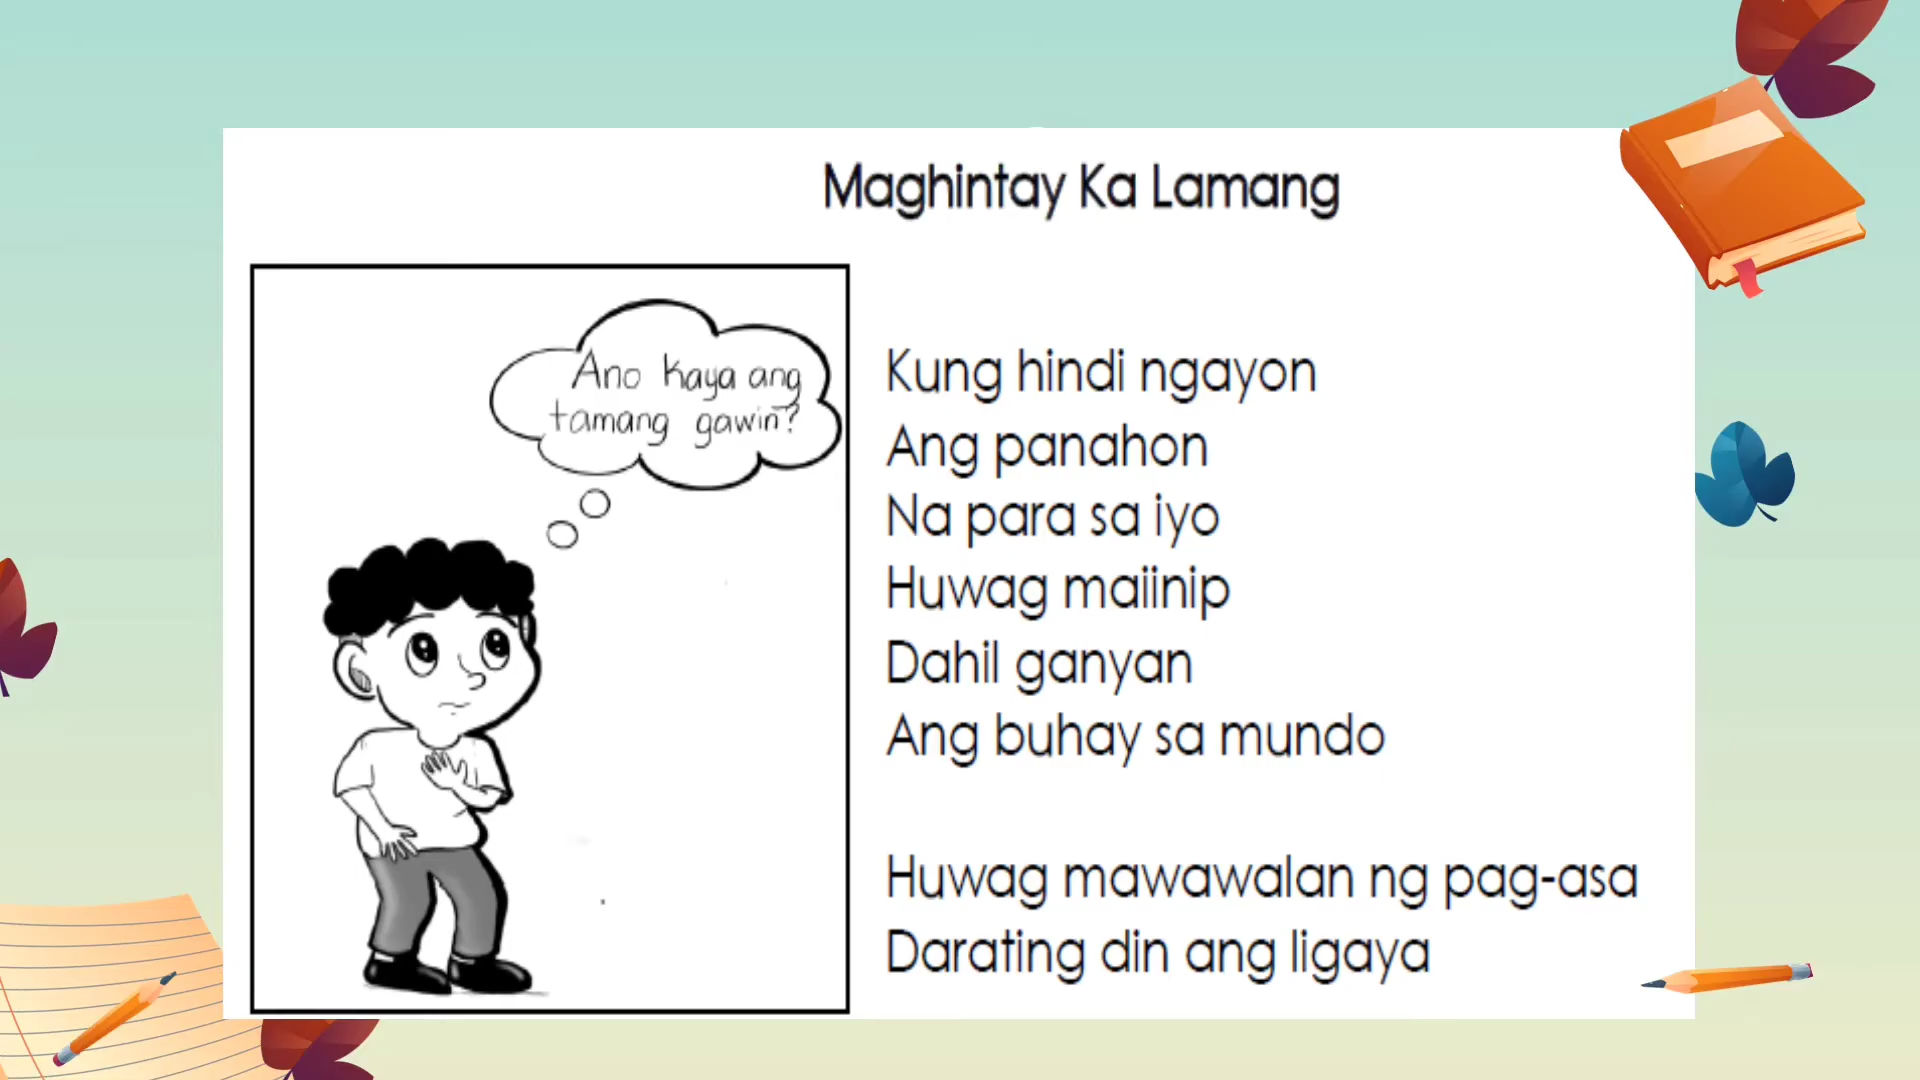 Maghintay Ka Lamang
Ano kaya ang
tamang gawin?
Kung hindi ngayon
Ang panahon
Na para sa iyo
Huwag maiinip
Dahil ganyan
Ang buhay sa mundo
Huwag mawawalan ng pag-asa
Darating din ang ligaya